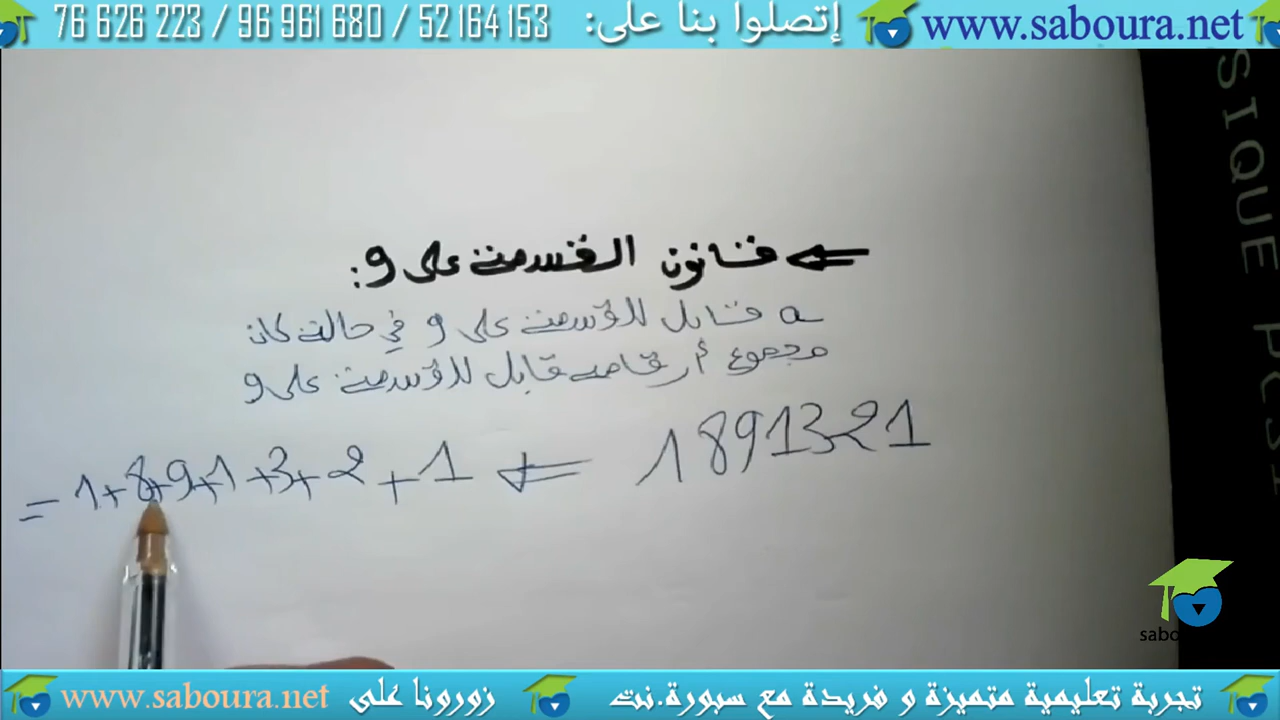 76 626 223 / 96 961 680 / 52 164 153 إتصلوا بنا على: www.saboura.net
قانون القسمة على 9:
a قابل للقسمة على 9 في حالة كان
مجموع أرقامه قابل للقسمة على 9
1891321 ⇐ 1+8+9+1+3+2+1 =
SIQUE
sabo
تجربة تعليمية متميزة و فريدة مع سبورة.نت زورونا على www.saboura.net